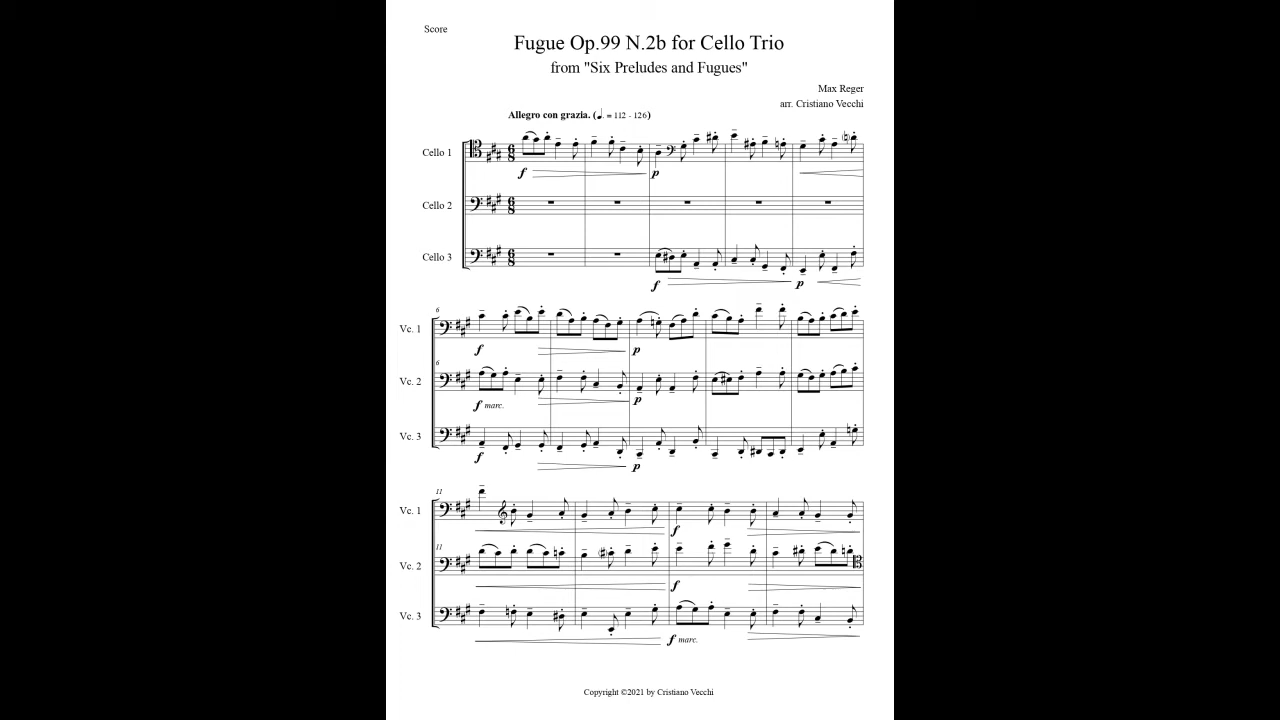 Score
Fugue Op.99 N.2b for Cello Trio
from "Six Preludes and Fugues"
Max Reger
arr. Cristiano Vecchi
Allegro con grazia. (♩. = 112 - 126)
Cello 1
f
p
Cello 2
Cello 3
f
p
6
Vc. 1
f
p
6
Vc. 2
f marc.
p
Vc. 3
f
p
11
Vc. 1
f
11
Vc. 2
f
Vc. 3
f marc.
Copyright ©2021 by Cristiano Vecchi